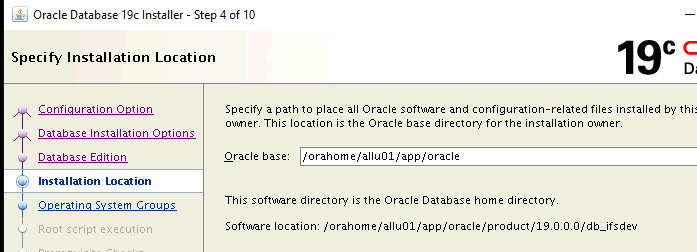 Oracle Database 19c Installer - Step 4 of 10
Specify Installation Location
19c
Configuration Option
Database Installation Options
Database Edition
Installation Location
Operating System Groups
Root script execution
Prerequisite Checks
Specify a path to place all Oracle software and configuration-related files installed by this
owner. This location is the Oracle base directory for the installation owner.
Oracle base: /orahome/allu01/app/oracle
This software directory is the Oracle Database home directory.
Software location: /orahome/allu01/app/oracle/product/19.0.0.0/db_ifsdev